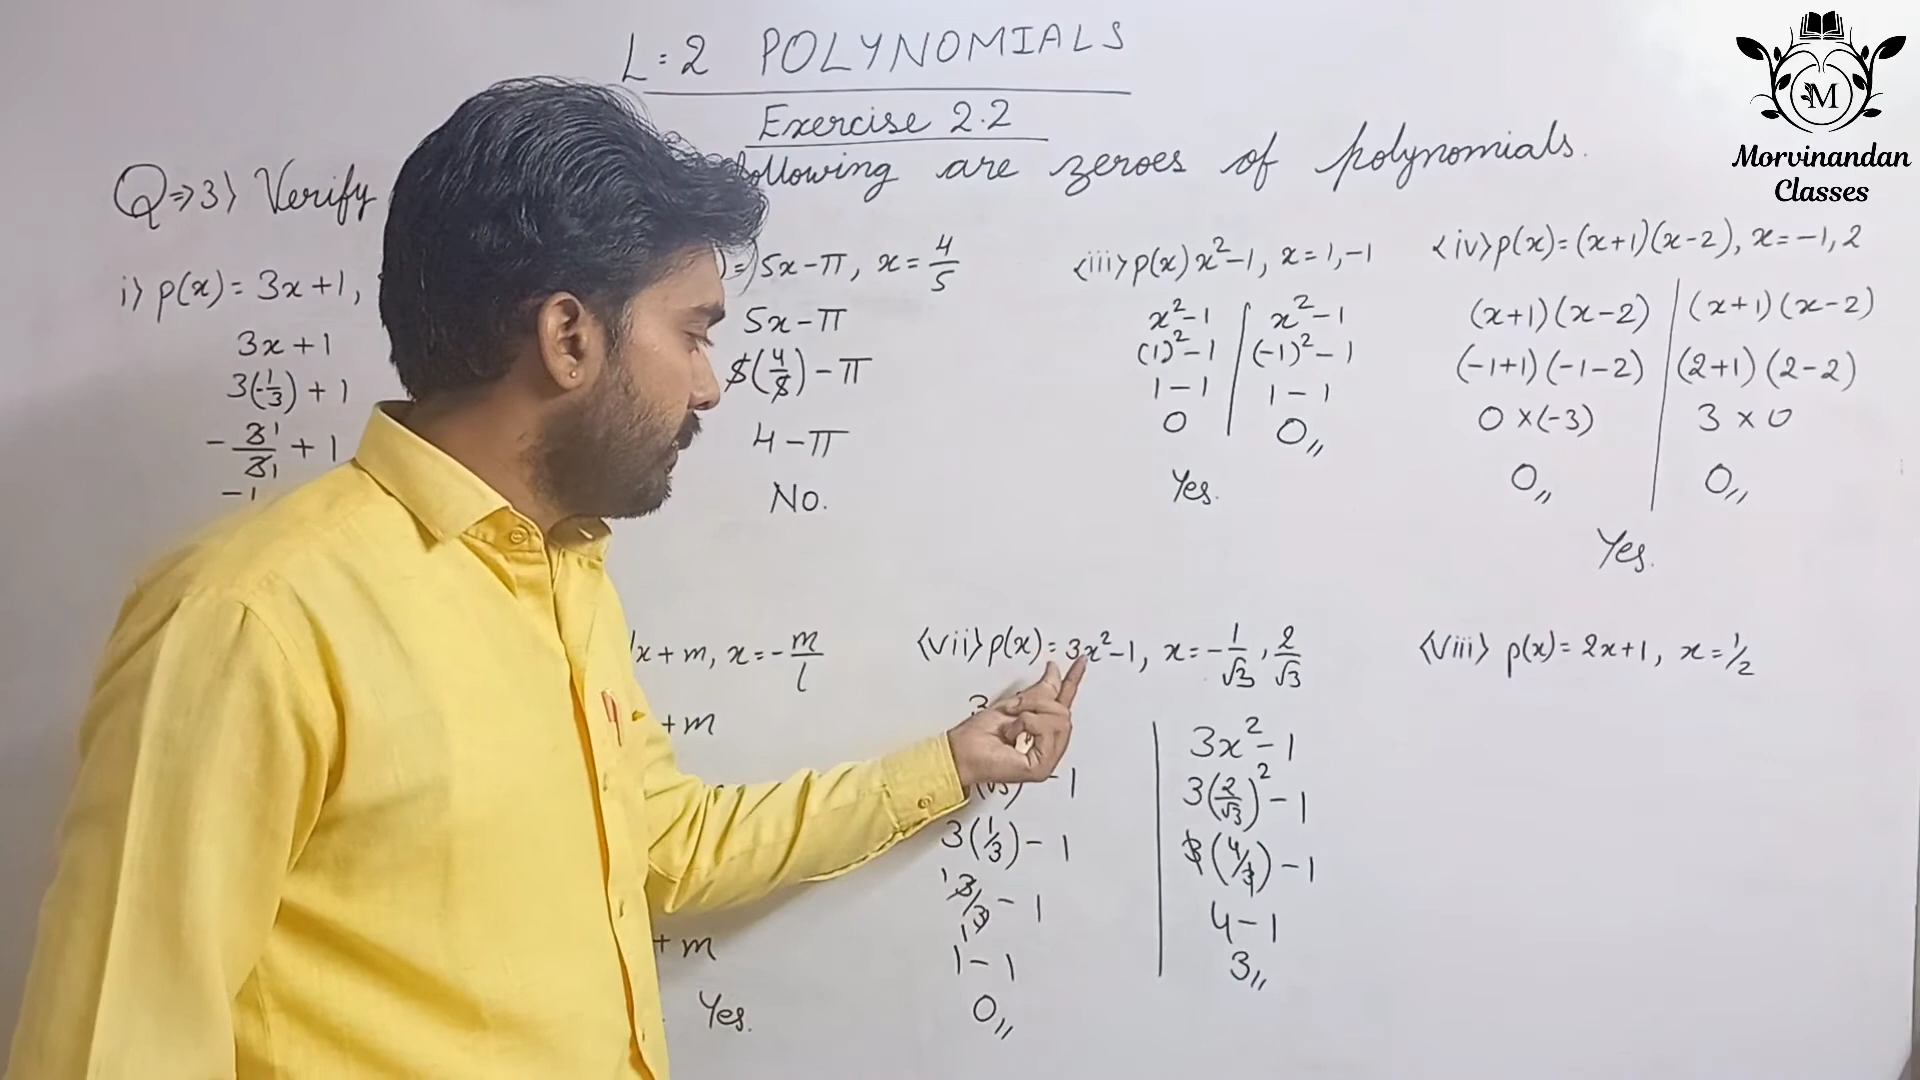 L:2 POLYNOMIALS
Exercise 2.2
Q⇒3) Verify following are zeroes of polynomials.
i) p(x) = 3x+1,
3x+1
3(-1/3) + 1
-3/3 + 1
-1
= 5x-π, x = 4/5
5x-π
5(4/5) - π
4-π
No.
<iii> p(x) x²-1, x=1,-1
x²-1 | x²-1
(1)²-1 | (-1)²-1
1-1 | 1-1
0 | 0,,
Yes.
<iv> p(x)=(x+1)(x-2), x=-1,2
(x+1)(x-2) | (x+1)(x-2)
(-1+1)(-1-2) | (2+1)(2-2)
0×(-3) | 3×0
0,, | 0,,
Yes.
lx+m, x=-m/l
+m
+m
Yes.
<vii> p(x)=3x²-1, x=-1/√3, 2/√3
3x²-1
-1 | 3(2/√3)²-1
3(1/3)-1 | 3(4/3)-1
3/3-1 | 4-1
1-1 | 3,,
0,,
<viii> p(x)=2x+1, x=1/2
M
Morvinandan
Classes